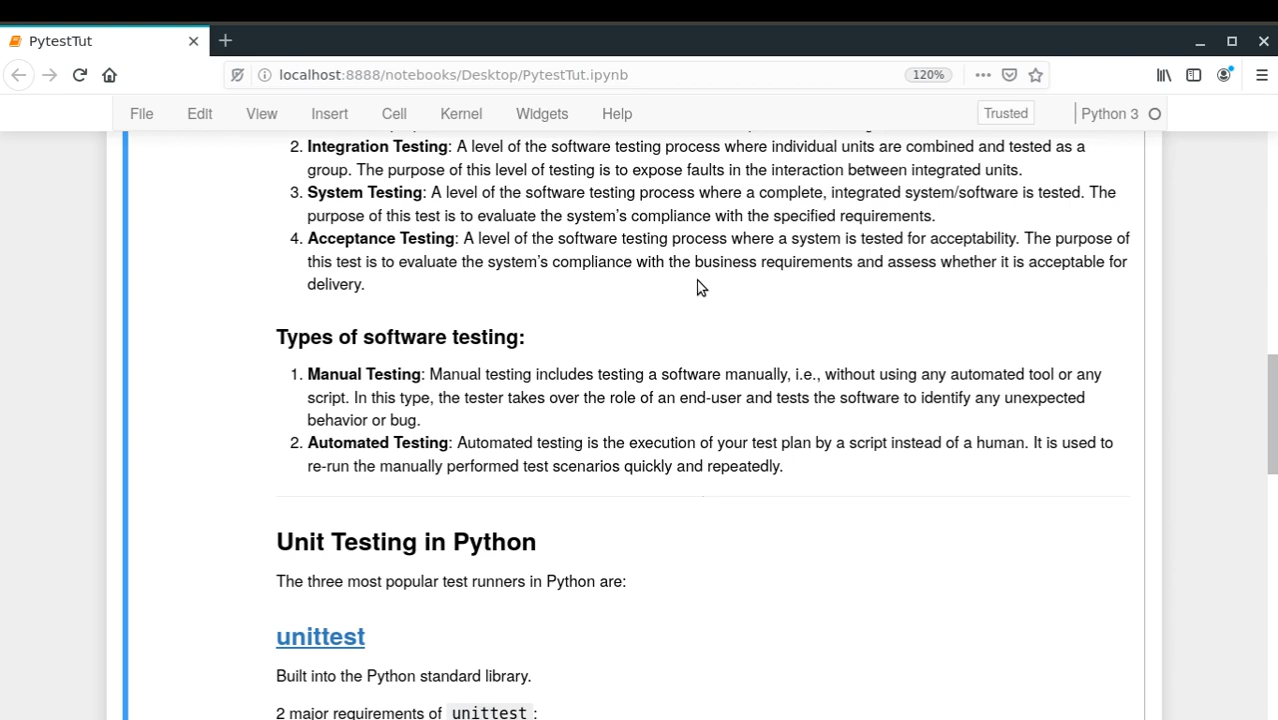 PytestTut
localhost:8888/notebooks/Desktop/PytestTut.ipynb 120%
File Edit View Insert Cell Kernel Widgets Help Trusted Python 3
2. Integration Testing: A level of the software testing process where individual units are combined and tested as a
group. The purpose of this level of testing is to expose faults in the interaction between integrated units.
3. System Testing: A level of the software testing process where a complete, integrated system/software is tested. The
purpose of this test is to evaluate the system’s compliance with the specified requirements.
4. Acceptance Testing: A level of the software testing process where a system is tested for acceptability. The purpose of
this test is to evaluate the system’s compliance with the business requirements and assess whether it is acceptable for
delivery.
Types of software testing:
1. Manual Testing: Manual testing includes testing a software manually, i.e., without using any automated tool or any
script. In this type, the tester takes over the role of an end-user and tests the software to identify any unexpected
behavior or bug.
2. Automated Testing: Automated testing is the execution of your test plan by a script instead of a human. It is used to
re-run the manually performed test scenarios quickly and repeatedly.
Unit Testing in Python
The three most popular test runners in Python are:
unittest
Built into the Python standard library.
2 major requirements of unittest :